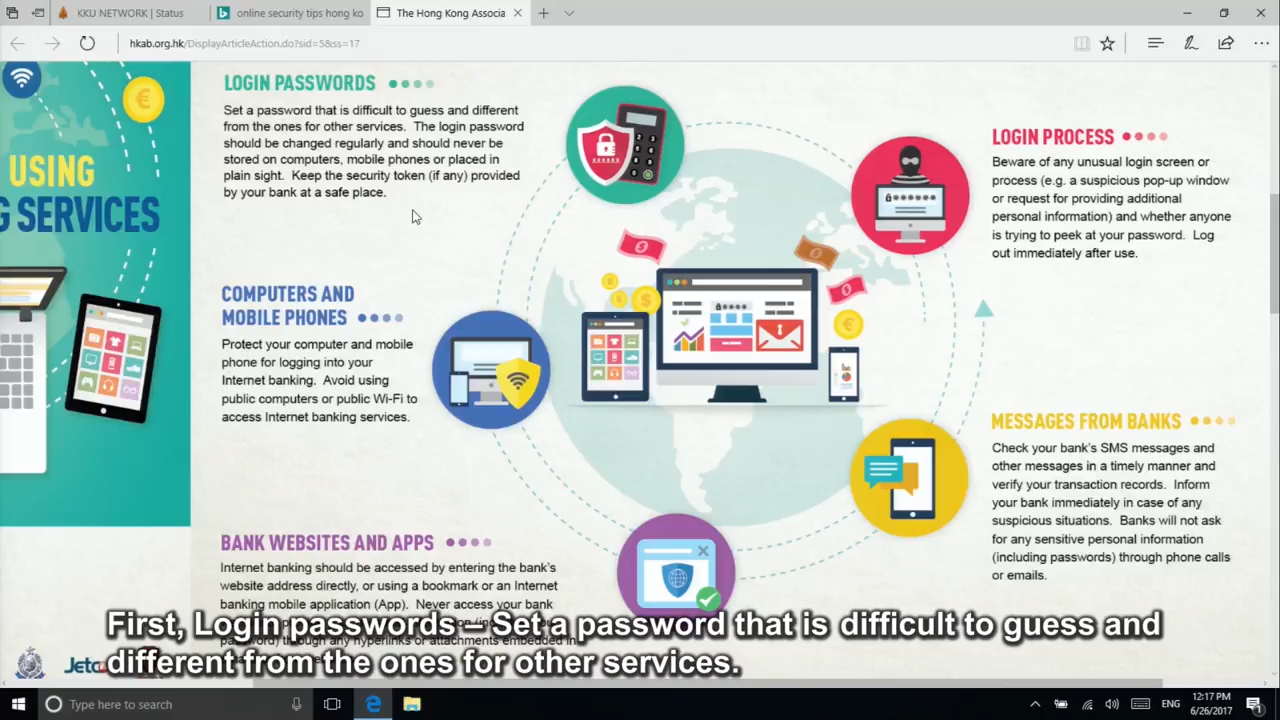 KKU NETWORK | Status
online security tips hong ko
The Hong Kong Associa
hkab.org.hk/DisplayArticleAction.do?sid=5&ss=17
USING
G SERVICES
LOGIN PASSWORDS
Set a password that is difficult to guess and different
from the ones for other services. The login password
should be changed regularly and should never be
stored on computers, mobile phones or placed in
plain sight. Keep the security token (if any) provided
by your bank at a safe place.
LOGIN PROCESS
Beware of any unusual login screen or
process (e.g. a suspicious pop-up window
or request for providing additional
personal information) and whether anyone
is trying to peek at your password. Log
out immediately after use.
COMPUTERS AND
MOBILE PHONES
Protect your computer and mobile
phone for logging into your
Internet banking. Avoid using
public computers or public Wi-Fi to
access Internet banking services.
MESSAGES FROM BANKS
Check your bank's SMS messages and
other messages in a timely manner and
verify your transaction records. Inform
your bank immediately in case of any
suspicious situations. Banks will not ask
for any sensitive personal information
(including passwords) through phone calls
or emails.
BANK WEBSITES AND APPS
Internet banking should be accessed by entering the bank's
website address directly, or using a bookmark or an Internet
banking mobile application (App). Never access your bank
through any hyperlinks or attachments embedded in
First, Login passwords – Set a password that is difficult to guess and
different from the ones for other services.
Type here to search
ENG
12:17 PM
6/26/2017